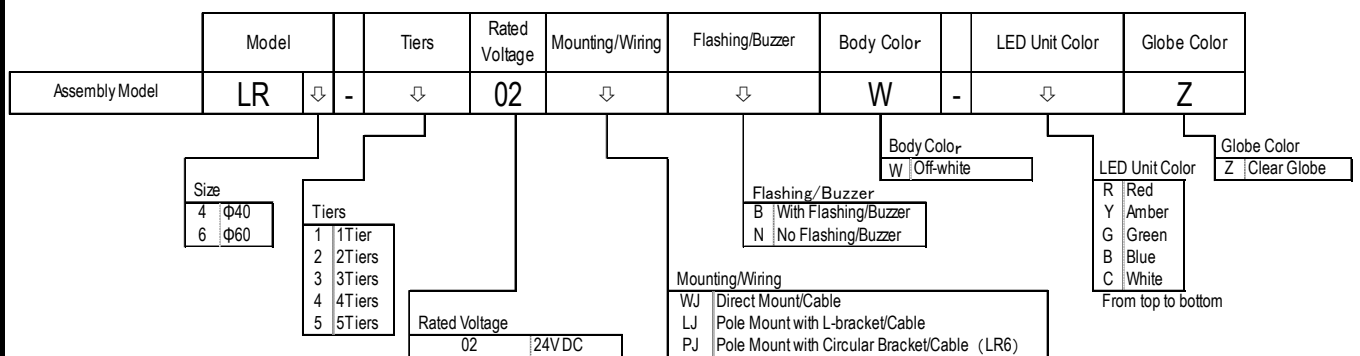 Model Tiers Rated Voltage Mounting/Wiring Flashing/Buzzer Body Color LED Unit Color Globe Color
Assembly Model LR ⇩ - ⇩ 02 ⇩ ⇩ W - ⇩ Z
Size
4 Φ40
6 Φ60
Tiers
1 1Tier
2 2Tiers
3 3Tiers
4 4Tiers
5 5Tiers
Rated Voltage
02 24V DC
Mounting/Wiring
WJ Direct Mount/Cable
LJ Pole Mount with L-bracket/Cable
PJ Pole Mount with Circular Bracket/Cable (LR6)
Flashing/Buzzer
B With Flashing/Buzzer
N No Flashing/Buzzer
Body Color
W Off-white
LED Unit Color
R Red
Y Amber
G Green
B Blue
C White
From top to bottom
Globe Color
Z Clear Globe